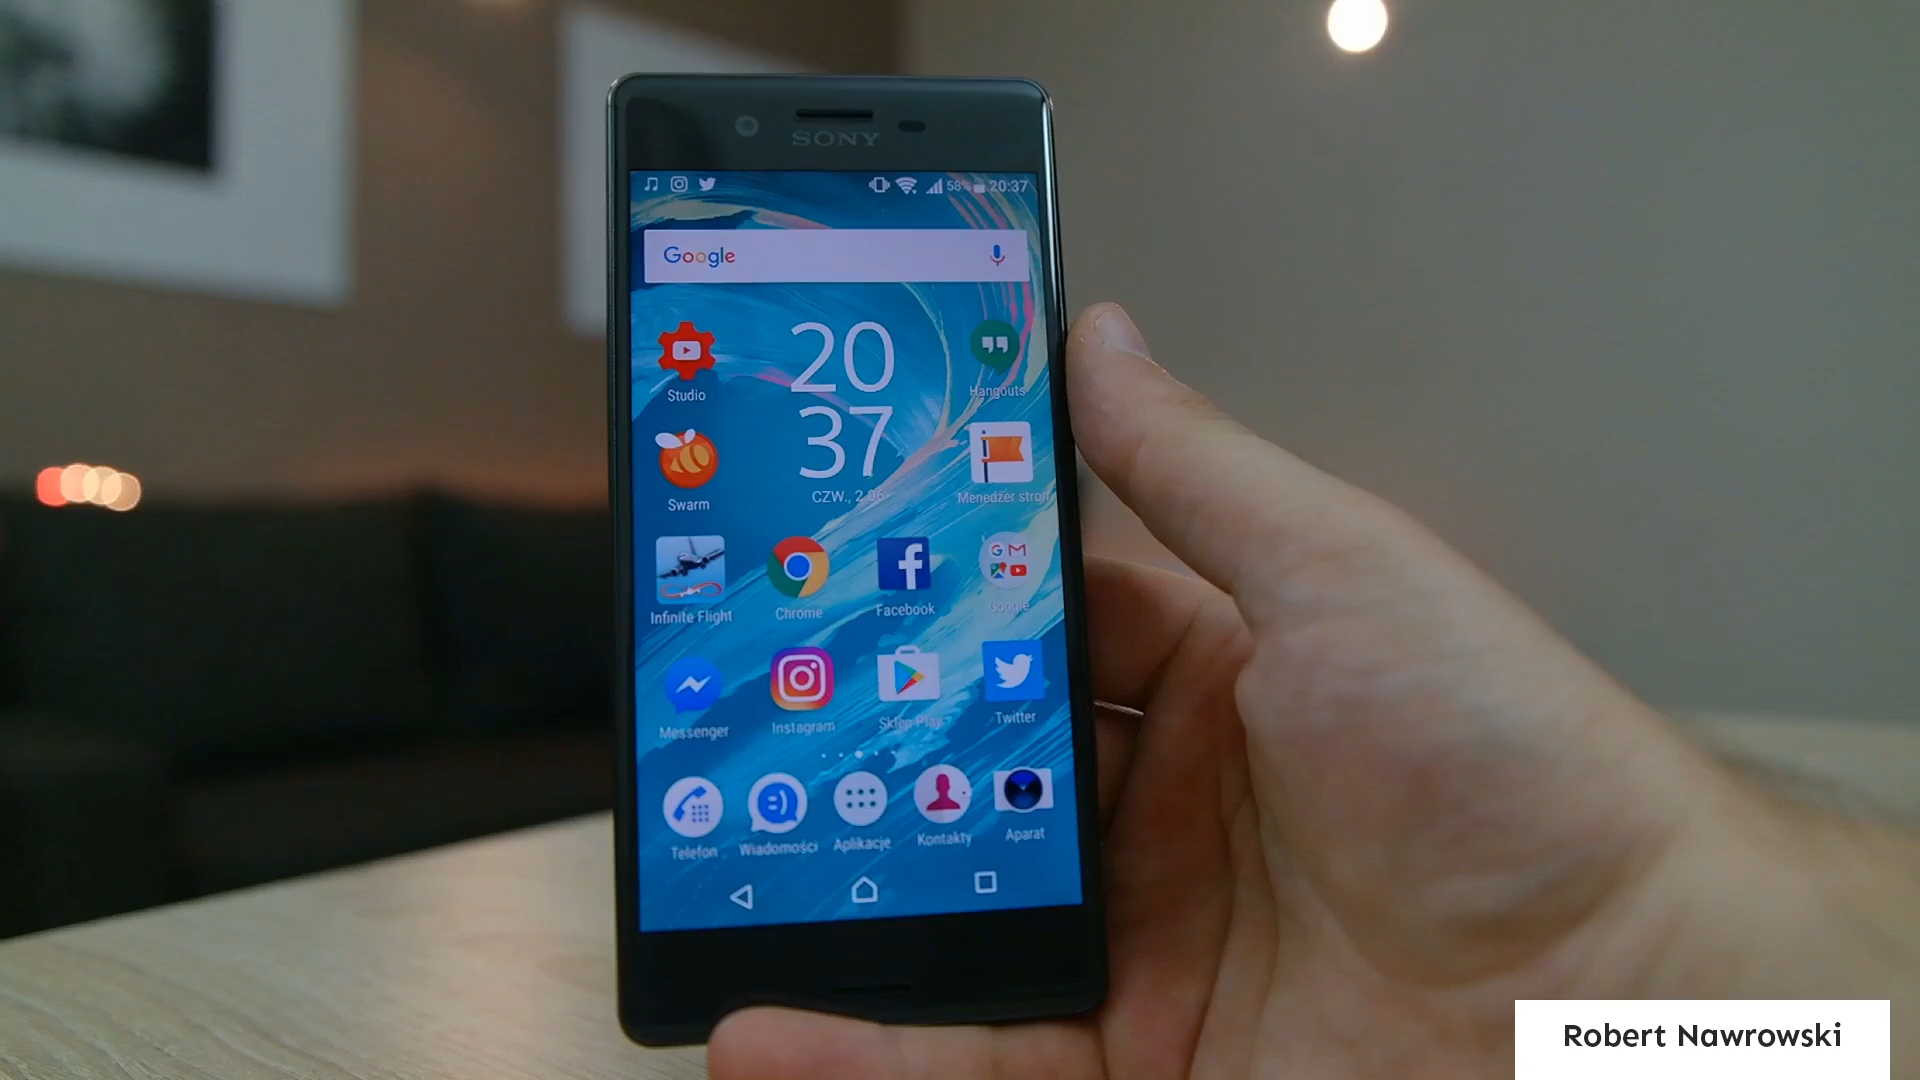 SONY
58% 20:37
Google
20
37
CZW., 2.06
Studio
Hangouts
Swarm
Menedżer stron
Infinite Flight
Chrome
Facebook
Google
Messenger
Instagram
Sklep Play
Twitter
Telefon
Wiadomości
Aplikacje
Kontakty
Aparat
Robert Nawrowski